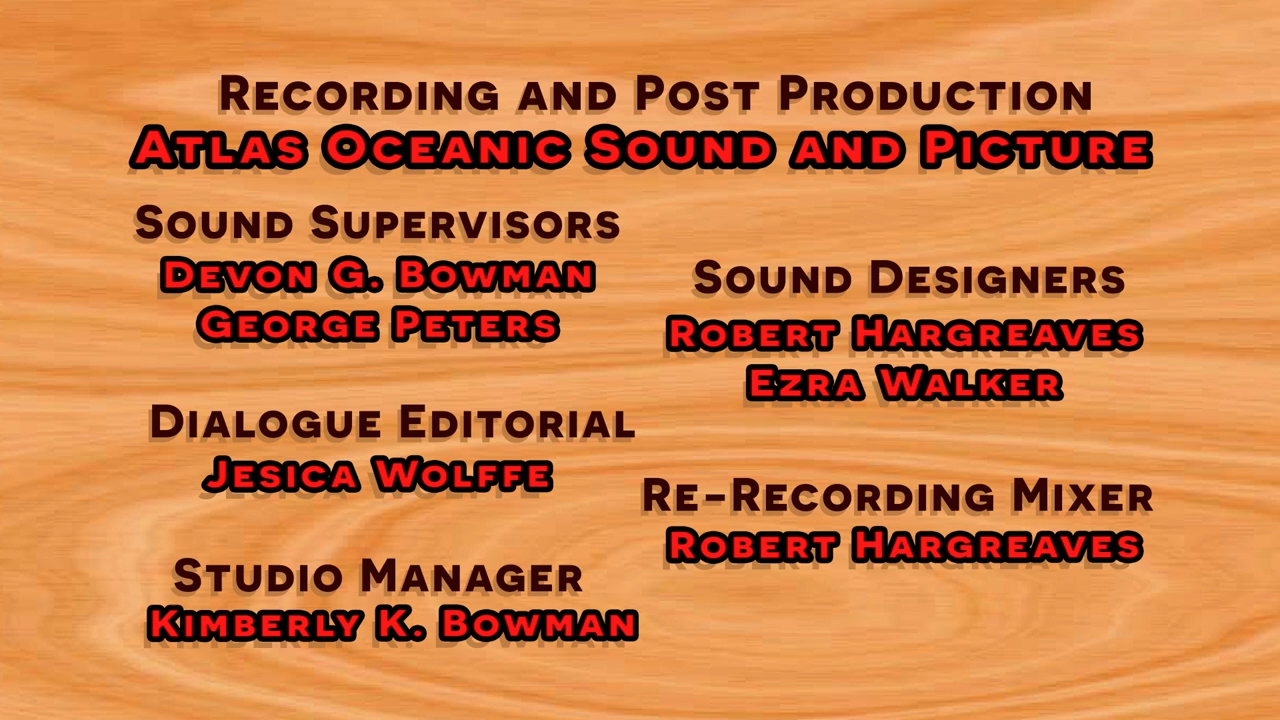 Recording and Post Production
Atlas Oceanic Sound and Picture
Sound Supervisors
Devon G. Bowman
George Peters
Dialogue Editorial
Jesica Wolffe
Studio Manager
Kimberly K. Bowman
Sound Designers
Robert Hargreaves
Ezra Walker
Re-Recording Mixer
Robert Hargreaves